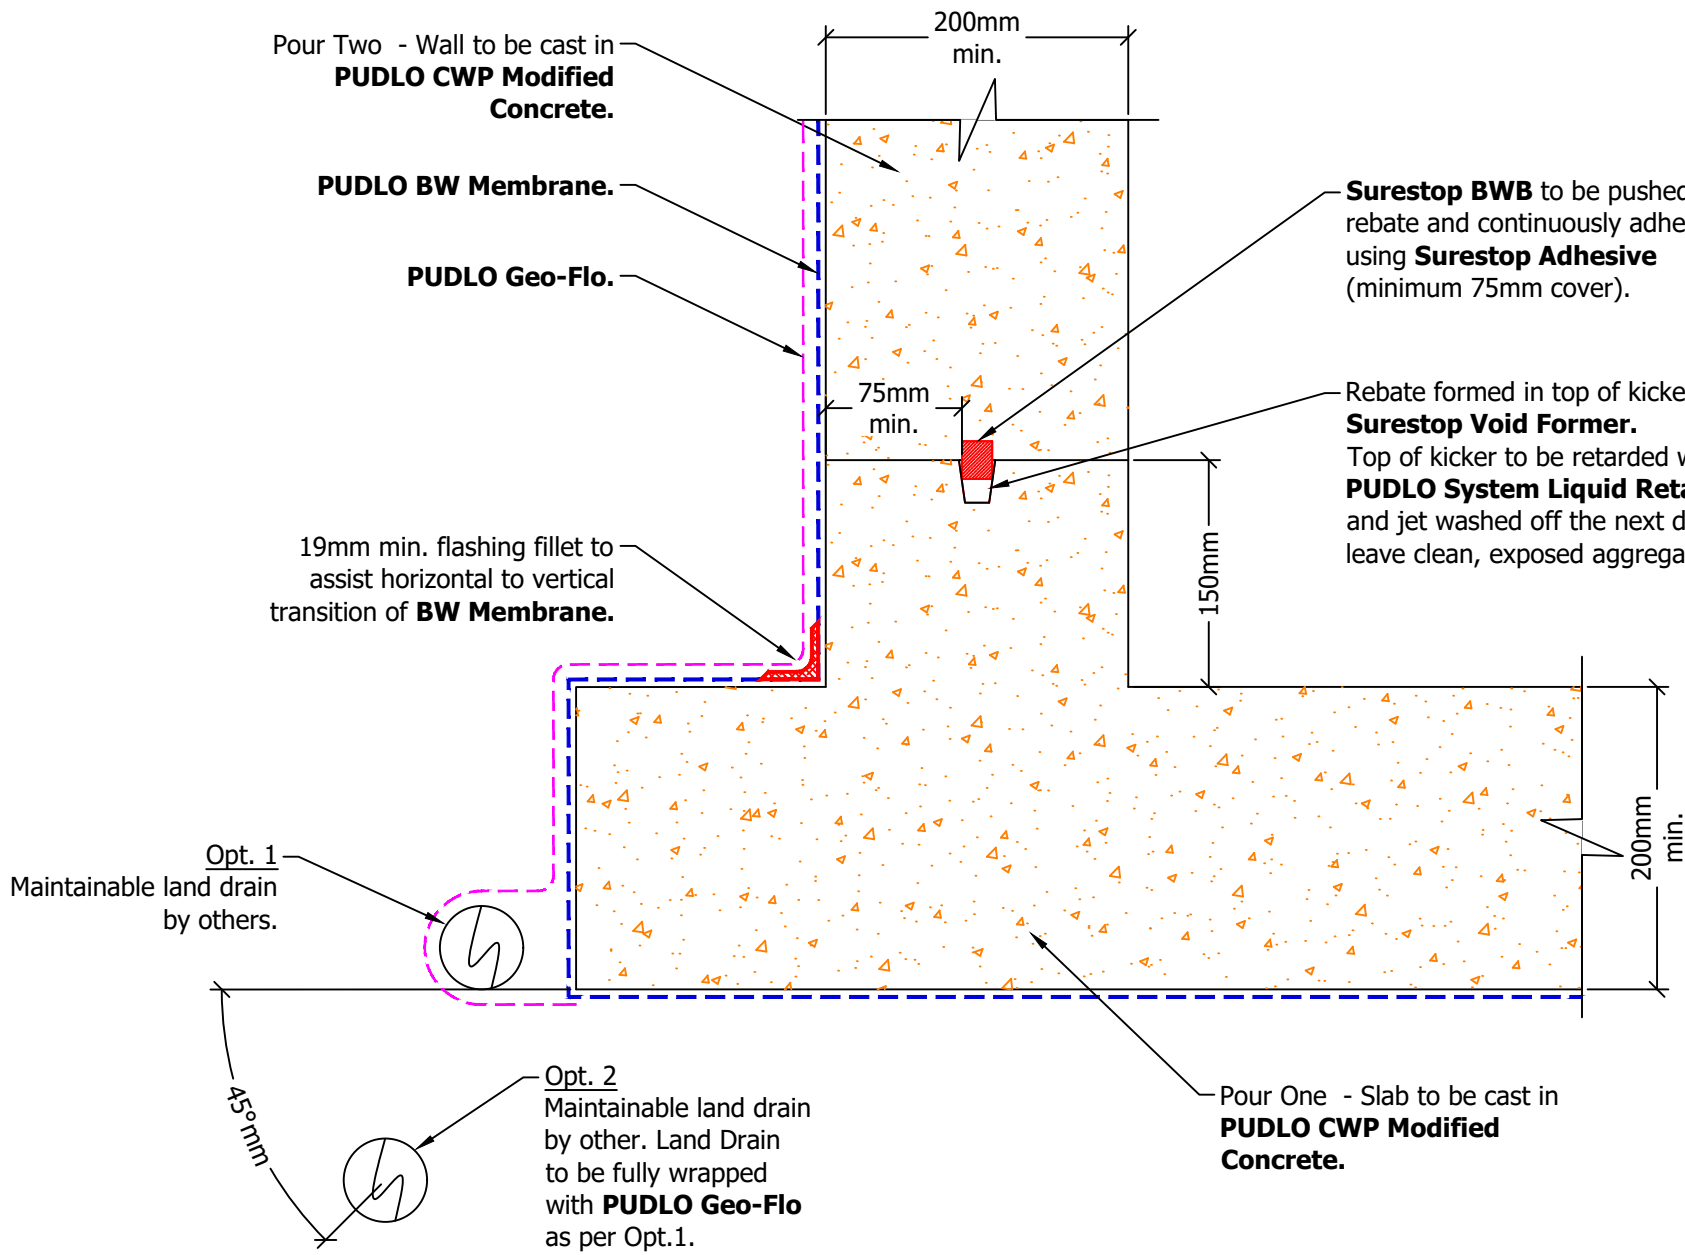 200mm
min.
Pour Two - Wall to be cast in
PUDLO CWP Modified
Concrete.
PUDLO BW Membrane.
PUDLO Geo-Flo.
Surestop BWB to be pushed
rebate and continuously adhe
using Surestop Adhesive
(minimum 75mm cover).
75mm
min.
Rebate formed in top of kicke
Surestop Void Former.
Top of kicker to be retarded w
PUDLO System Liquid Reta
and jet washed off the next d
leave clean, exposed aggrega
19mm min. flashing fillet to
assist horizontal to vertical
transition of BW Membrane.
150mm
200mm
min.
Opt. 1
Maintainable land drain
by others.
45°mm
Opt. 2
Maintainable land drain
by other. Land Drain
to be fully wrapped
with PUDLO Geo-Flo
as per Opt.1.
Pour One - Slab to be cast in
PUDLO CWP Modified
Concrete.